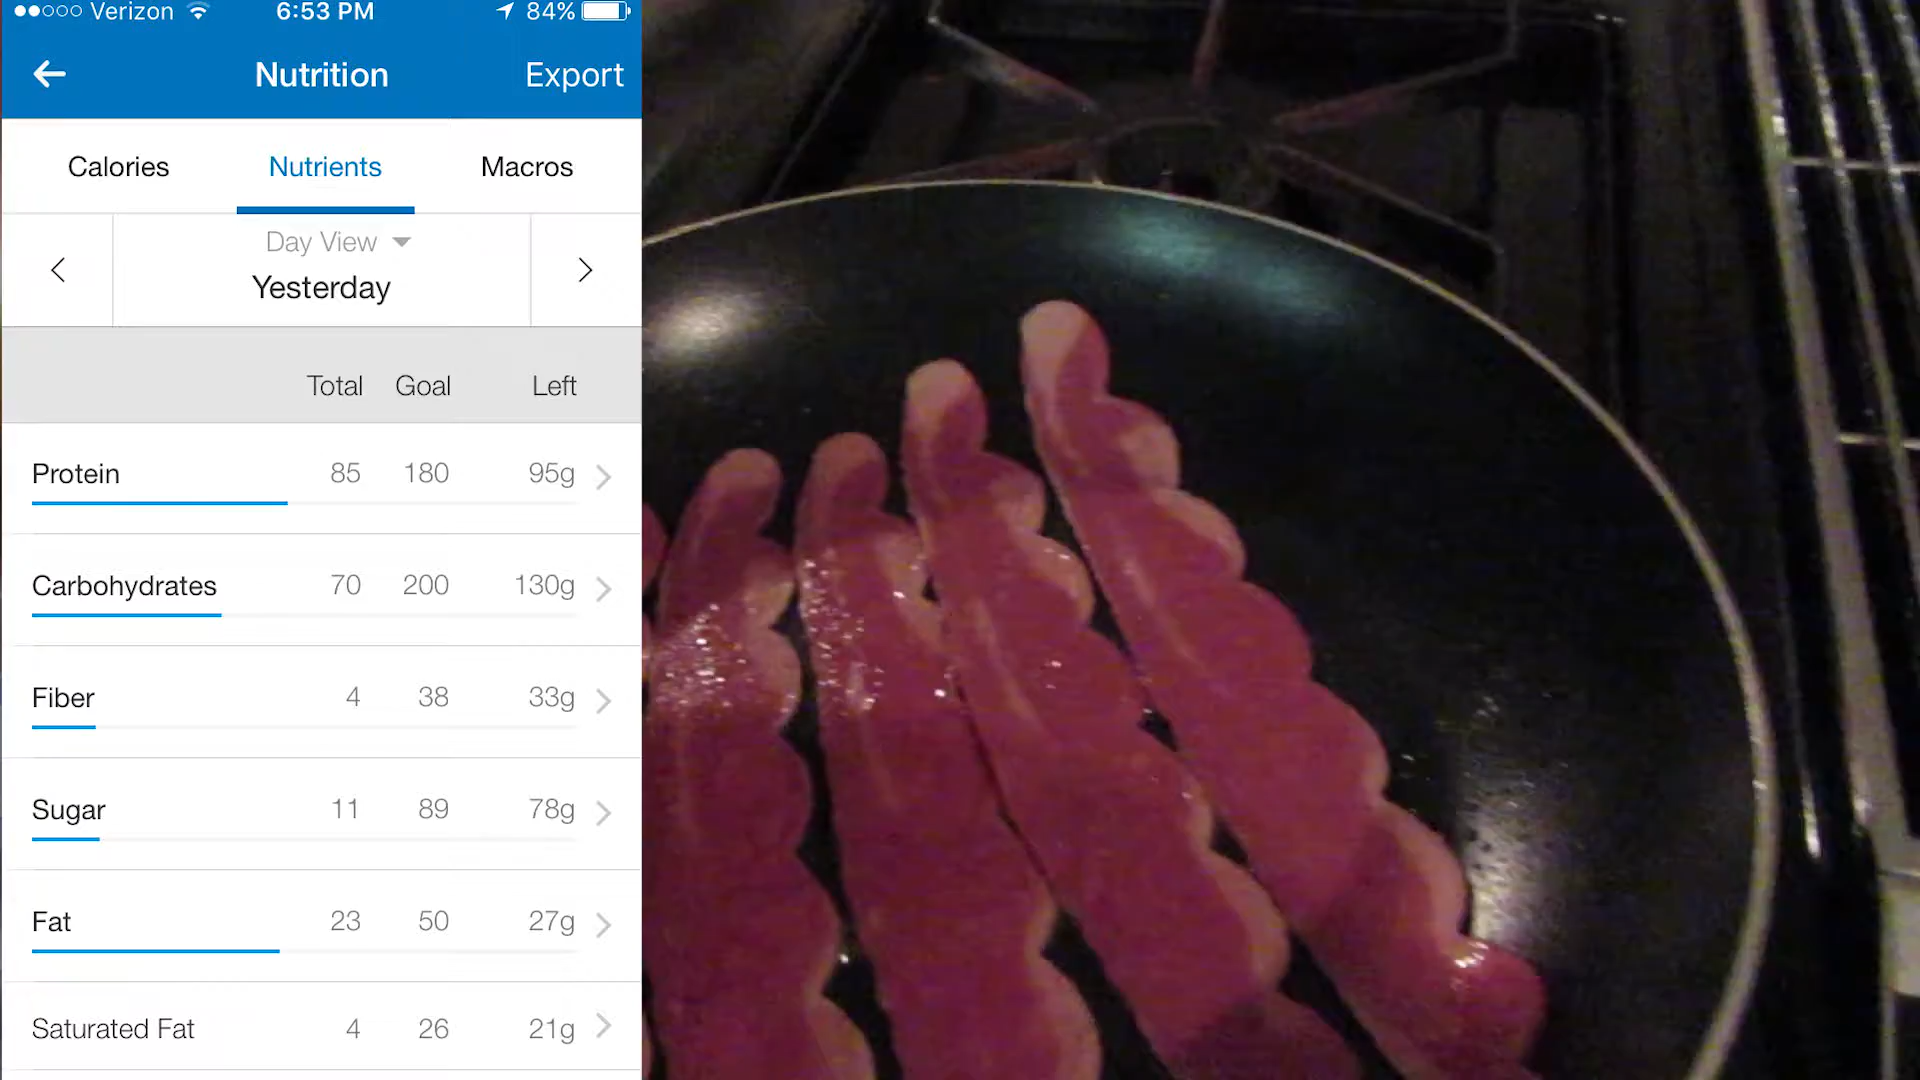 Verizon 6:53 PM 84%
Nutrition Export
Calories Nutrients Macros
Day View
Yesterday
Total Goal Left
Protein 85 180 95g
Carbohydrates 70 200 130g
Fiber 4 38 33g
Sugar 11 89 78g
Fat 23 50 27g
Saturated Fat 4 26 21g